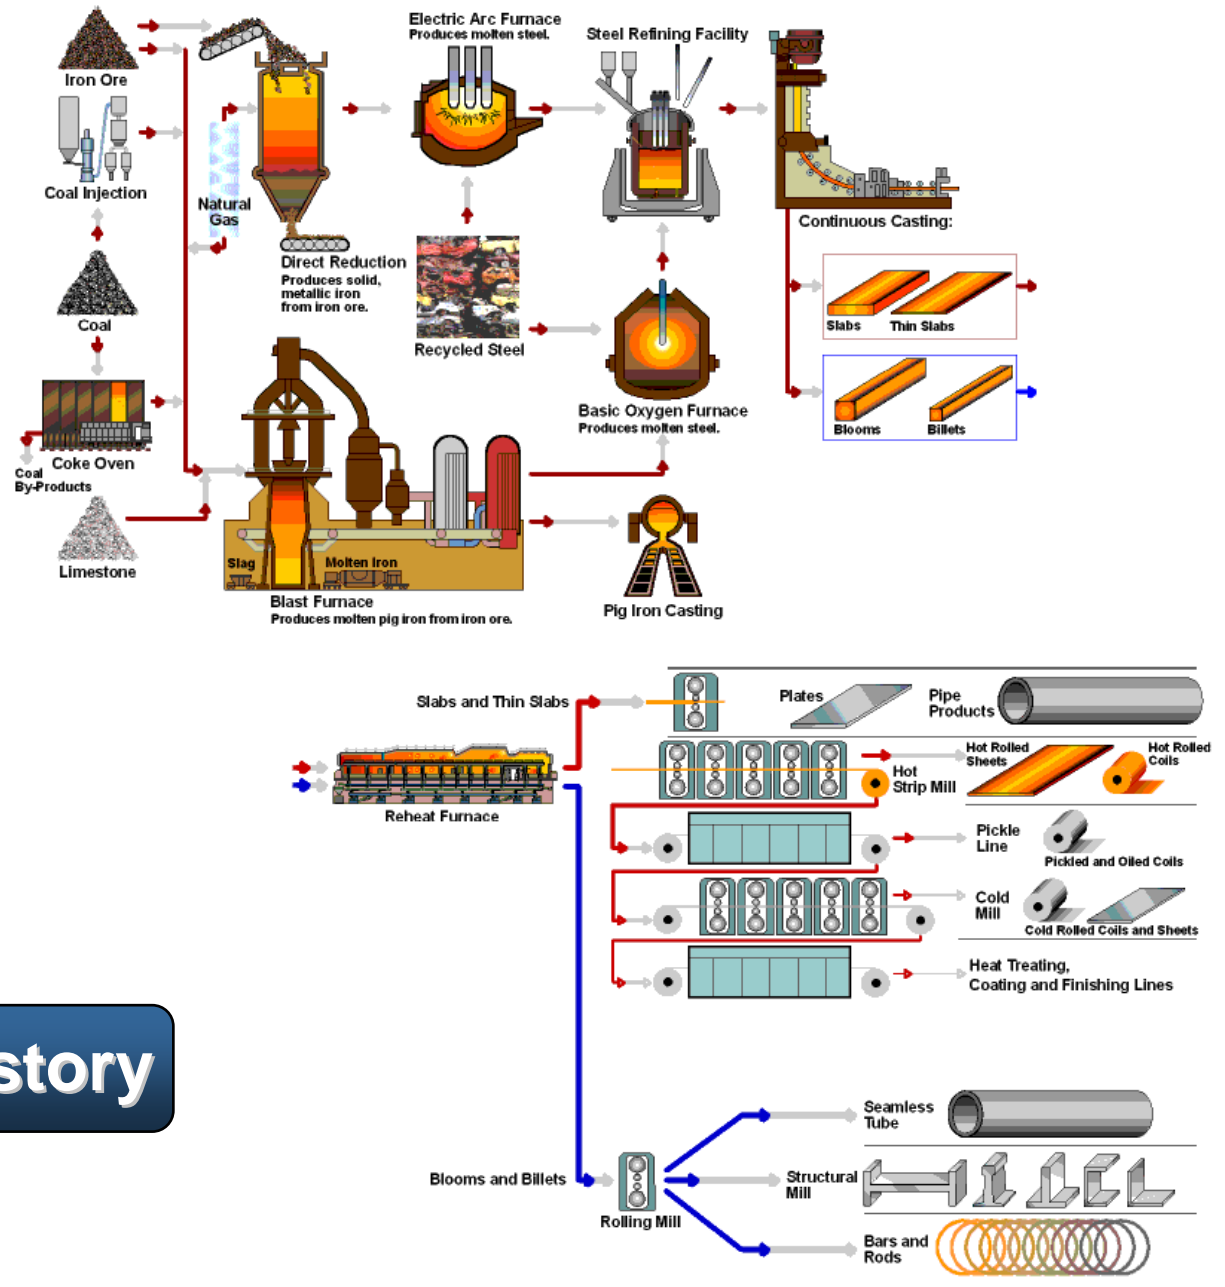 Electric Arc Furnace
Produces molten steel.
Steel Refining Facility
Iron Ore
Coal Injection
Natural
Gas
Continuous Casting:
Direct Reduction
Produces solid,
metallic iron
from iron ore.
Coal
Slabs
Thin Slabs
Recycled Steel
Basic Oxygen Furnace
Produces molten steel.
Blooms
Billets
Coke Oven
Coal
By-Products
Limestone
Slag
Molten Iron
Blast Furnace
Produces molten pig iron from iron ore.
Pig Iron Casting
Slabs and Thin Slabs
Plates
Pipe
Products
Reheat Furnace
Hot
Strip Mill
Hot Rolled
Sheets
Hot Rolled
Coils
Pickle
Line
Pickled and Oiled Coils
Cold
Mill
Cold Rolled Coils and Sheets
Heat Treating,
Coating and Finishing Lines
story
Seamless
Tube
Blooms and Billets
Rolling Mill
Structural
Mill
Bars and
Rods